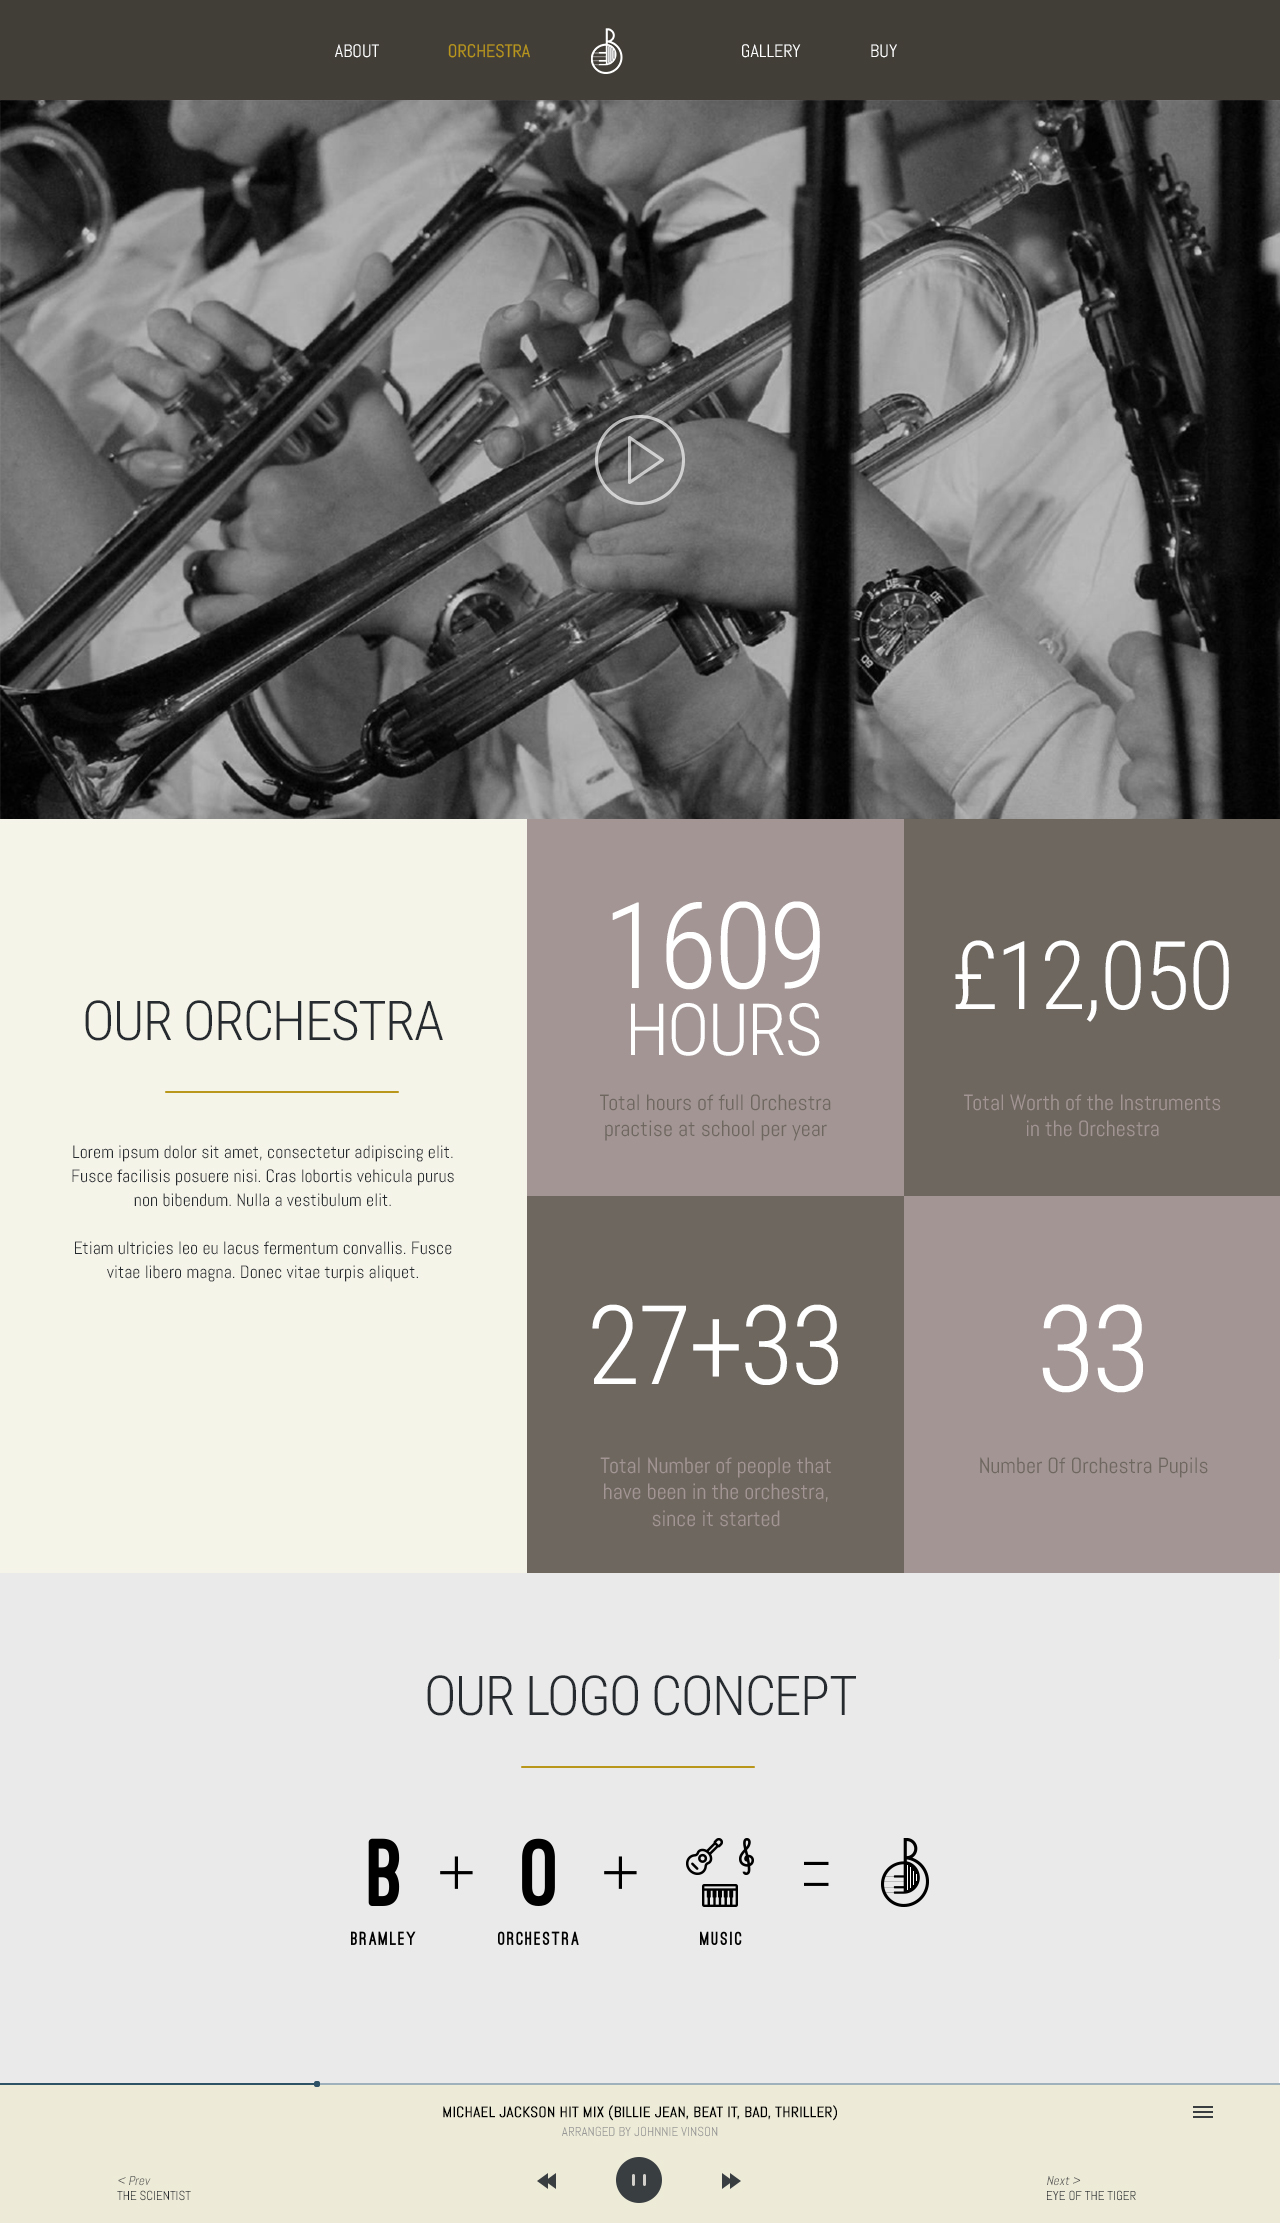 ABOUT
ORCHESTRA
GALLERY
BUY
OUR ORCHESTRA
Lorem ipsum dolor sit amet, consectetur adipiscing elit.
Fusce facilisis posuere nisi. Cras lobortis vehicula purus
non bibendum. Nulla a vestibulum elit.
Etiam ultricies leo eu lacus fermentum convallis. Fusce
vitae libero magna. Donec vitae turpis aliquet.
1609
HOURS
Total hours of full Orchestra
practise at school per year
£12,050
Total Worth of the Instruments
in the Orchestra
27+33
Total Number of people that
have been in the orchestra,
since it started
33
Number Of Orchestra Pupils
OUR LOGO CONCEPT
B + O + =
BRAMLEY
ORCHESTRA
MUSIC
MICHAEL JACKSON HIT MIX (BILLIE JEAN, BEAT IT, BAD, THRILLER)
ARRANGED BY JOHNNIE VINSON
< Prev
THE SCIENTIST
Next >
EYE OF THE TIGER